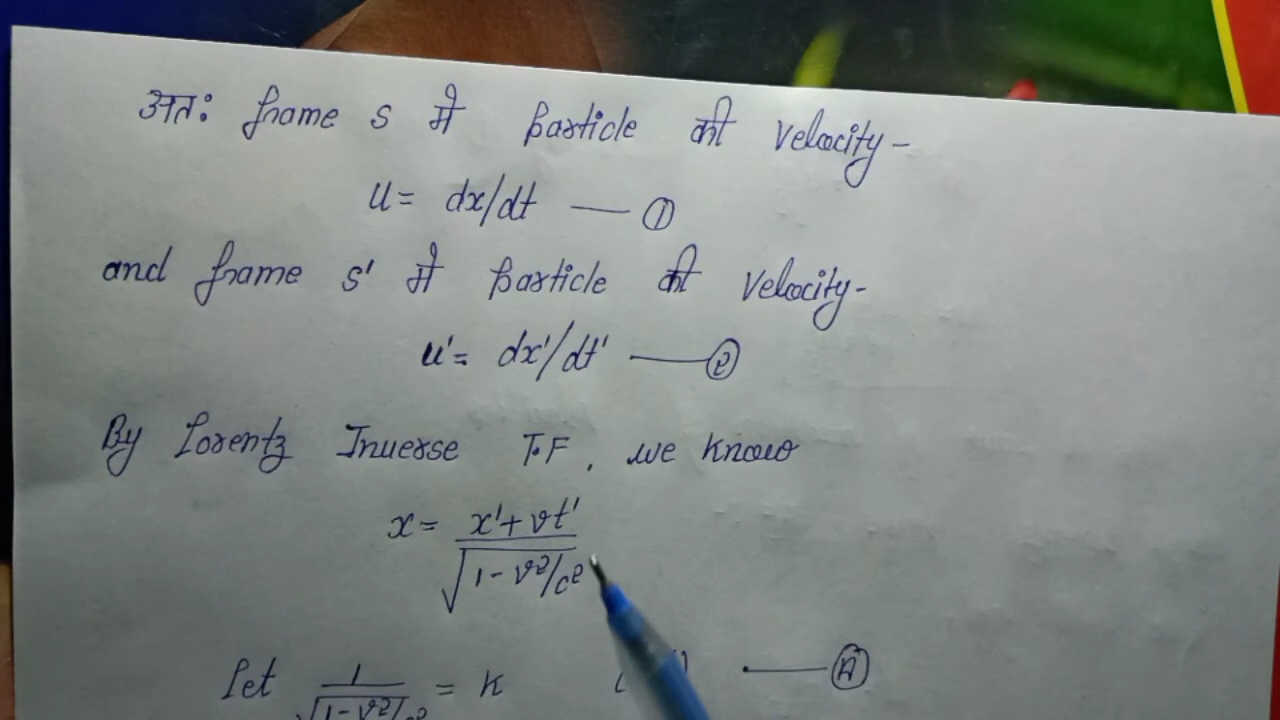 अतः frame S में particle की velocity-
u = dx/dt — ①
and frame S' में particle की velocity-
u' = dx'/dt' — ②
By Lorentz Inverse T.F, we know
x = x'+vt' / √1-v²/c²
Let 1/√1-v²/c² = K — Ⓐ